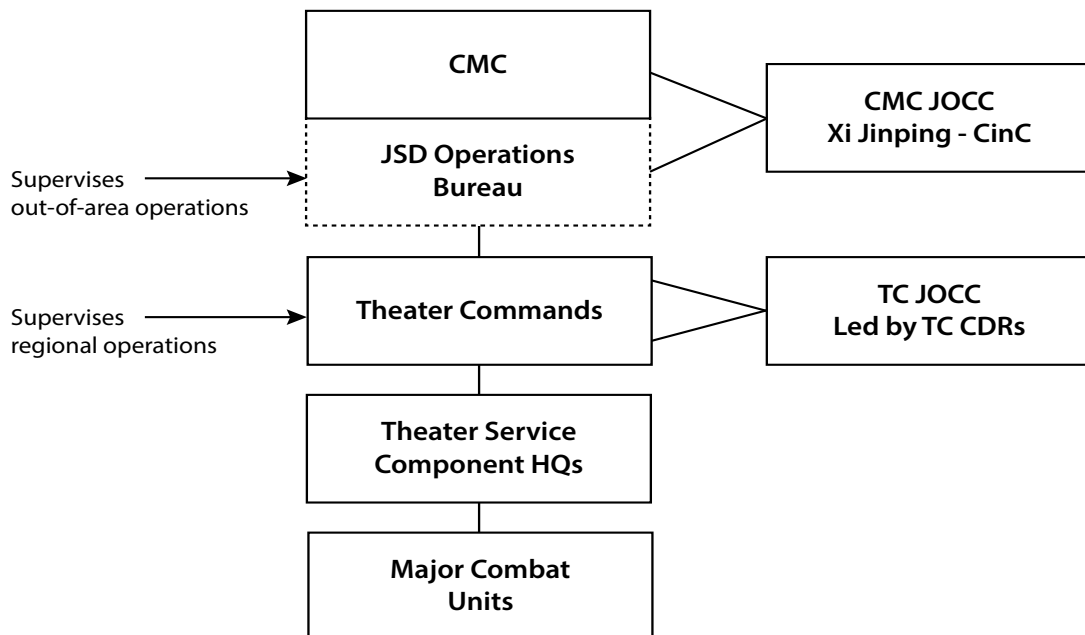 CMC
CMC JOCC
Xi Jinping - CinC
JSD Operations
Bureau
Supervises
out-of-area operations
Theater Commands
TC JOCC
Led by TC CDRs
Supervises
regional operations
Theater Service
Component HQs
Major Combat
Units